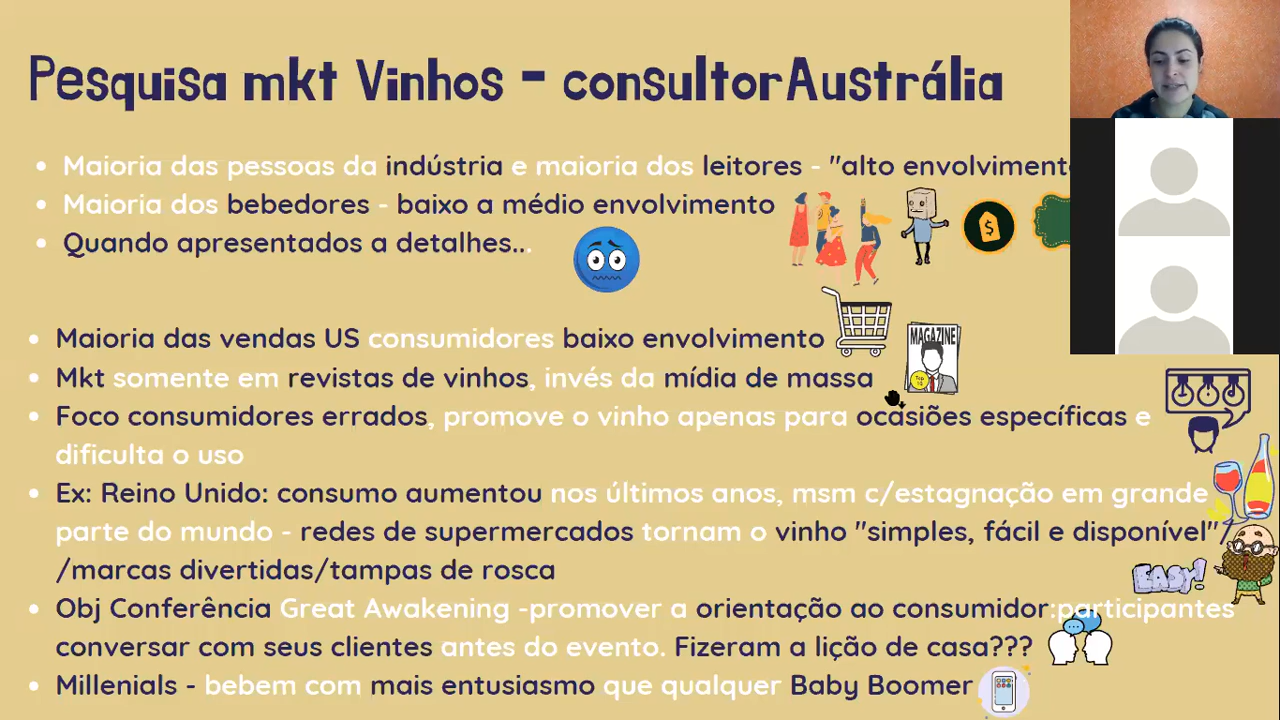 Pesquisa mkt Vinhos - consultorAustrália
Maioria das pessoas da indústria e maioria dos leitores - "alto envolvimento
Maioria dos bebedores - baixo a médio envolvimento
Quando apresentados a detalhes...
Maioria das vendas US consumidores baixo envolvimento
MAGAZINE
Mkt somente em revistas de vinhos, invés da mídia de massa
Foco consumidores errados, promove o vinho apenas para ocasiões específicas e
dificulta o uso
Ex: Reino Unido: consumo aumentou nos últimos anos, msm c/estagnação em grande
parte do mundo - redes de supermercados tornam o vinho "simples, fácil e disponível"/
/marcas divertidas/tampas de rosca
EASY!
Obj Conferência Great Awakening -promover a orientação ao consumidor:participantes
conversar com seus clientes antes do evento. Fizeram a lição de casa???
Millenials - bebem com mais entusiasmo que qualquer Baby Boomer